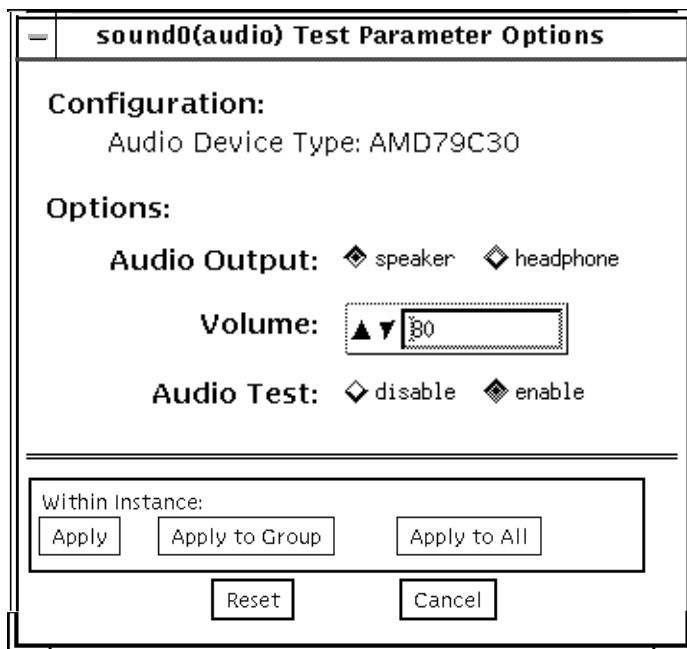 sound0(audio) Test Parameter Options
Configuration:
Audio Device Type: AMD79C30
Options:
Audio Output: speaker headphone
Volume: 80
Audio Test: disable enable
Within Instance:
Apply Apply to Group Apply to All
Reset Cancel